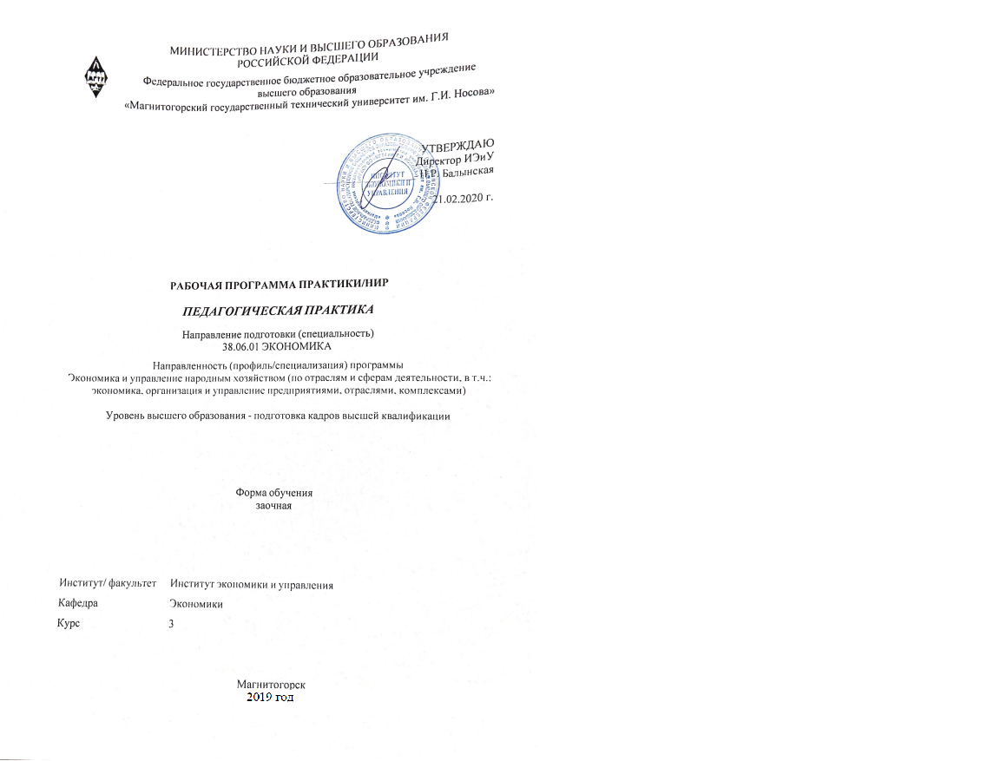 МИНИСТЕРСТВО НАУКИ И ВЫСШЕГО ОБРАЗОВАНИЯ
РОССИЙСКОЙ ФЕДЕРАЦИИ
Федеральное государственное бюджетное образовательное учреждение
высшего образования
«Магнитогорский государственный технический университет им. Г.И. Носова»
УТВЕРЖДАЮ
Директор ИЭиУ
Н.Р. Балынская
21.02.2020 г.
ИНСТИТУТ
ЭКОНОМИКИ И
УПРАВЛЕНИЯ
РАБОЧАЯ ПРОГРАММА ПРАКТИКИ/НИР
ПЕДАГОГИЧЕСКАЯ ПРАКТИКА
Направление подготовки (специальность)
38.06.01 ЭКОНОМИКА
Направленность (профиль/специализация) программы
Экономика и управление народным хозяйством (по отраслям и сферам деятельности, в т.ч.:
экономика, организация и управление предприятиями, отраслями, комплексами)
Уровень высшего образования - подготовка кадров высшей квалификации
Форма обучения
заочная
Институт/ факультет Институт экономики и управления
Кафедра Экономики
Курс 3
Магнитогорск
2019 год